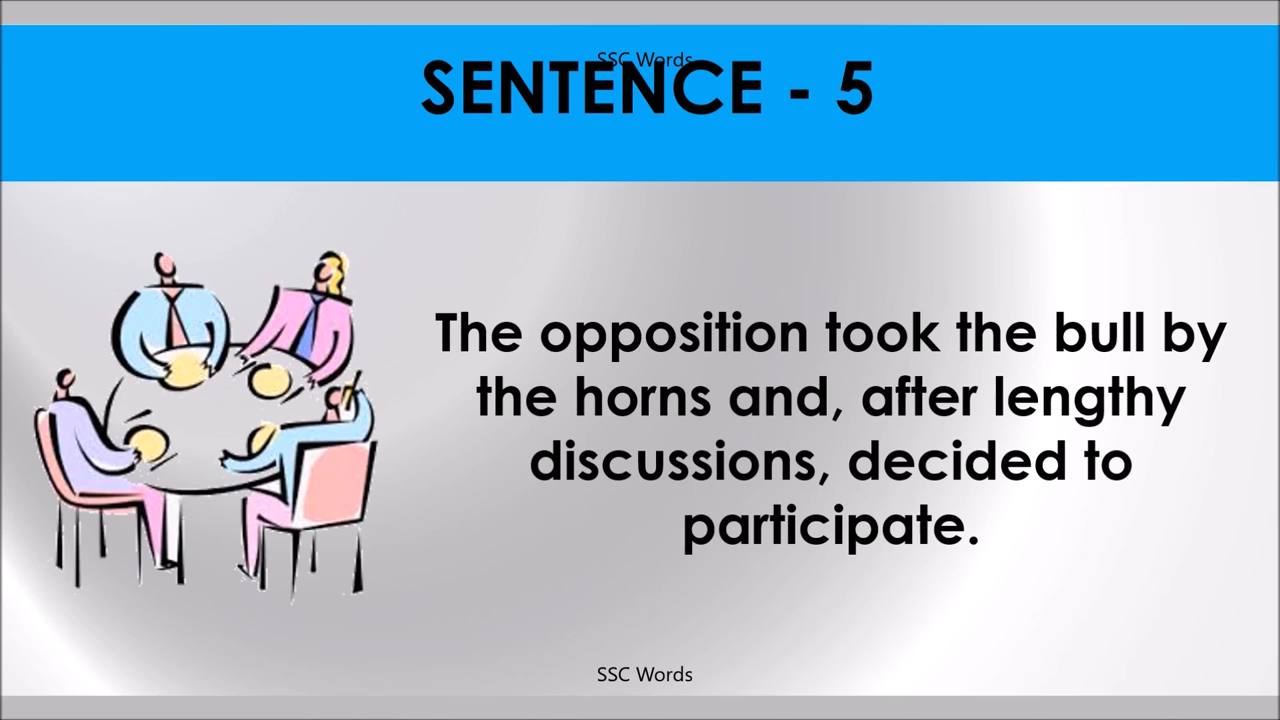 SSC Words
SENTENCE - 5
The opposition took the bull by
the horns and, after lengthy
discussions, decided to
participate.
SSC Words